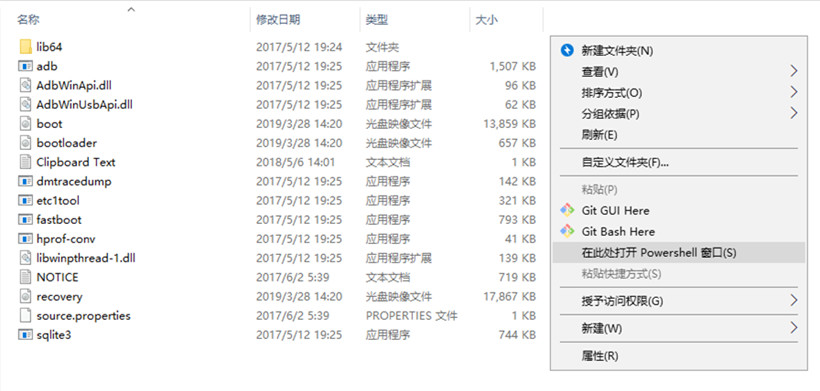 名称 修改日期 类型 大小
lib64 2017/5/12 19:24 文件夹
adb 2017/5/12 19:25 应用程序 1,507 KB
AdbWinApi.dll 2017/5/12 19:25 应用程序扩展 96 KB
AdbWinUsbApi.dll 2017/5/12 19:25 应用程序扩展 62 KB
boot 2019/3/28 14:20 光盘映像文件 13,859 KB
bootloader 2019/3/28 14:20 光盘映像文件 657 KB
Clipboard Text 2018/5/6 14:01 文本文档 1 KB
dmtracedump 2017/5/12 19:25 应用程序 142 KB
etc1tool 2017/5/12 19:25 应用程序 321 KB
fastboot 2017/5/12 19:25 应用程序 793 KB
hprof-conv 2017/5/12 19:25 应用程序 41 KB
libwinpthread-1.dll 2017/5/12 19:25 应用程序扩展 139 KB
NOTICE 2017/6/2 5:39 文本文档 719 KB
recovery 2019/3/28 14:20 光盘映像文件 17,867 KB
source.properties 2017/6/2 5:39 PROPERTIES 文件 1 KB
sqlite3 2017/5/12 19:25 应用程序 744 KB
新建文件夹(N)
查看(V)
排序方式(O)
分组依据(P)
刷新(E)
自定义文件夹(F)...
粘贴(P)
Git GUI Here
Git Bash Here
在此处打开 Powershell 窗口(S)
粘贴快捷方式(S)
授予访问权限(G)
新建(W)
属性(R)